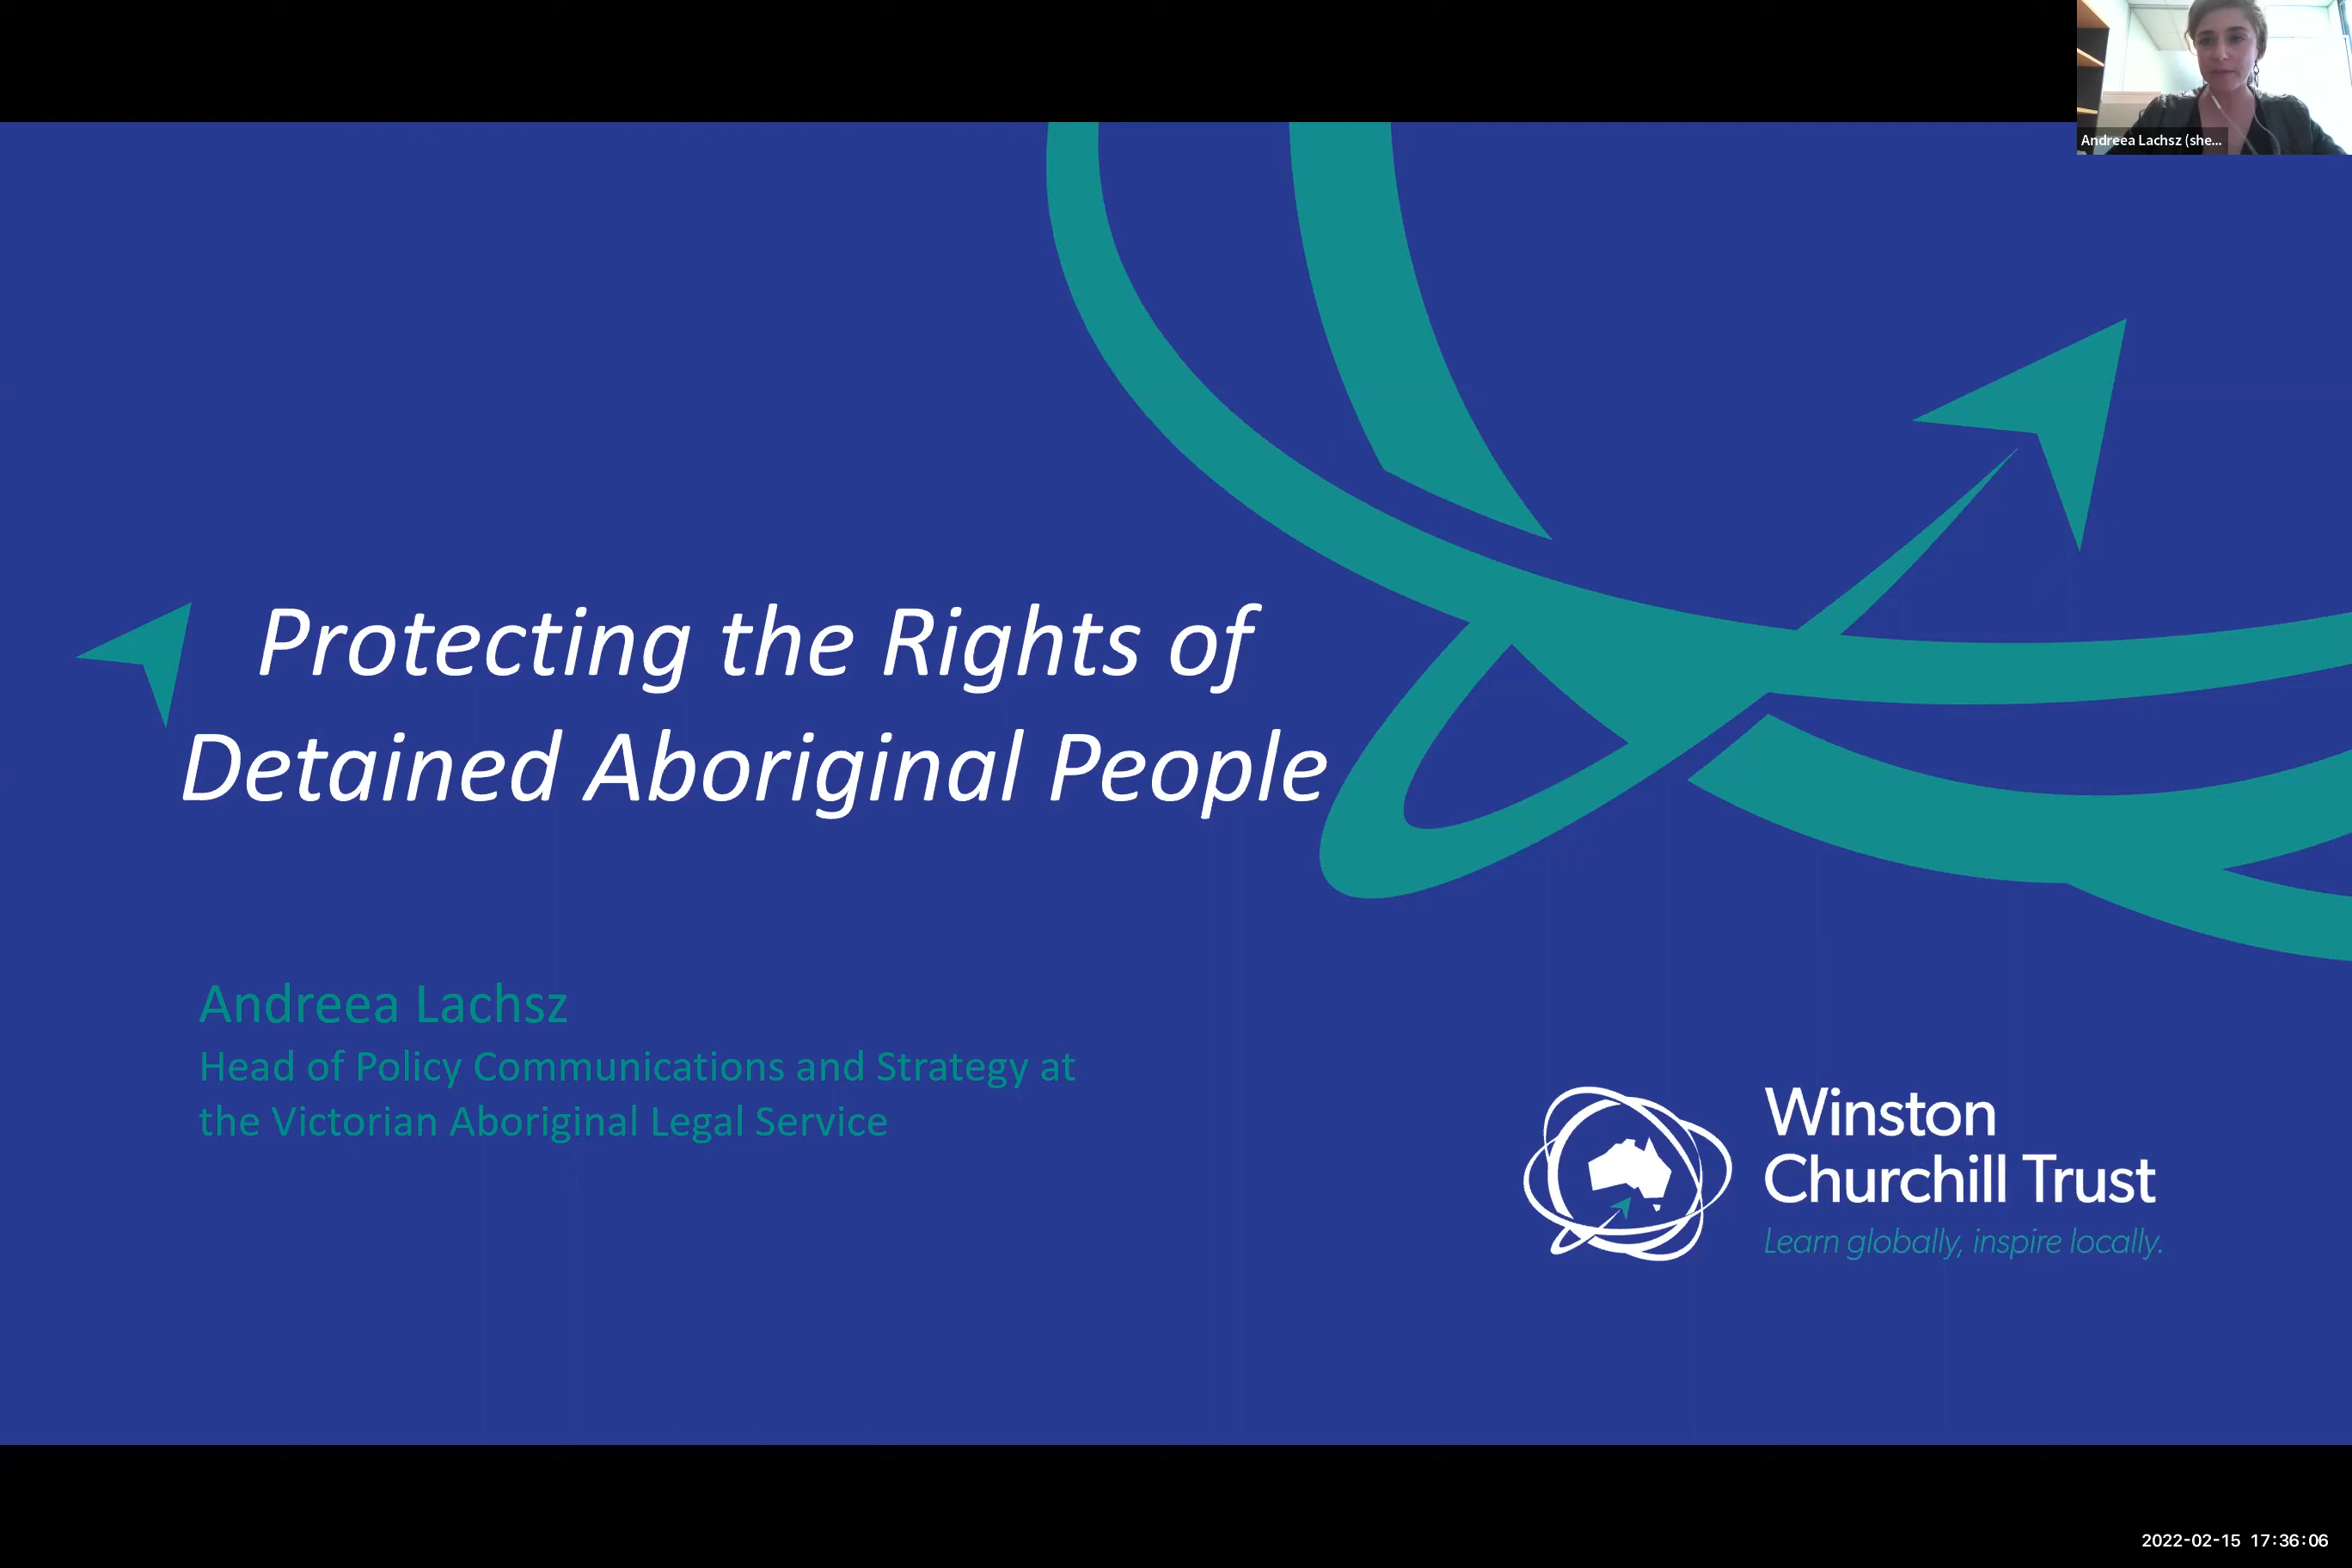 Andreea Lachsz (she...
Protecting the Rights of
Detained Aboriginal People
Andreea Lachsz
Head of Policy Communications and Strategy at
the Victorian Aboriginal Legal Service
Winston
Churchill Trust
Learn globally, inspire locally.
2022-02-15 17:36:06